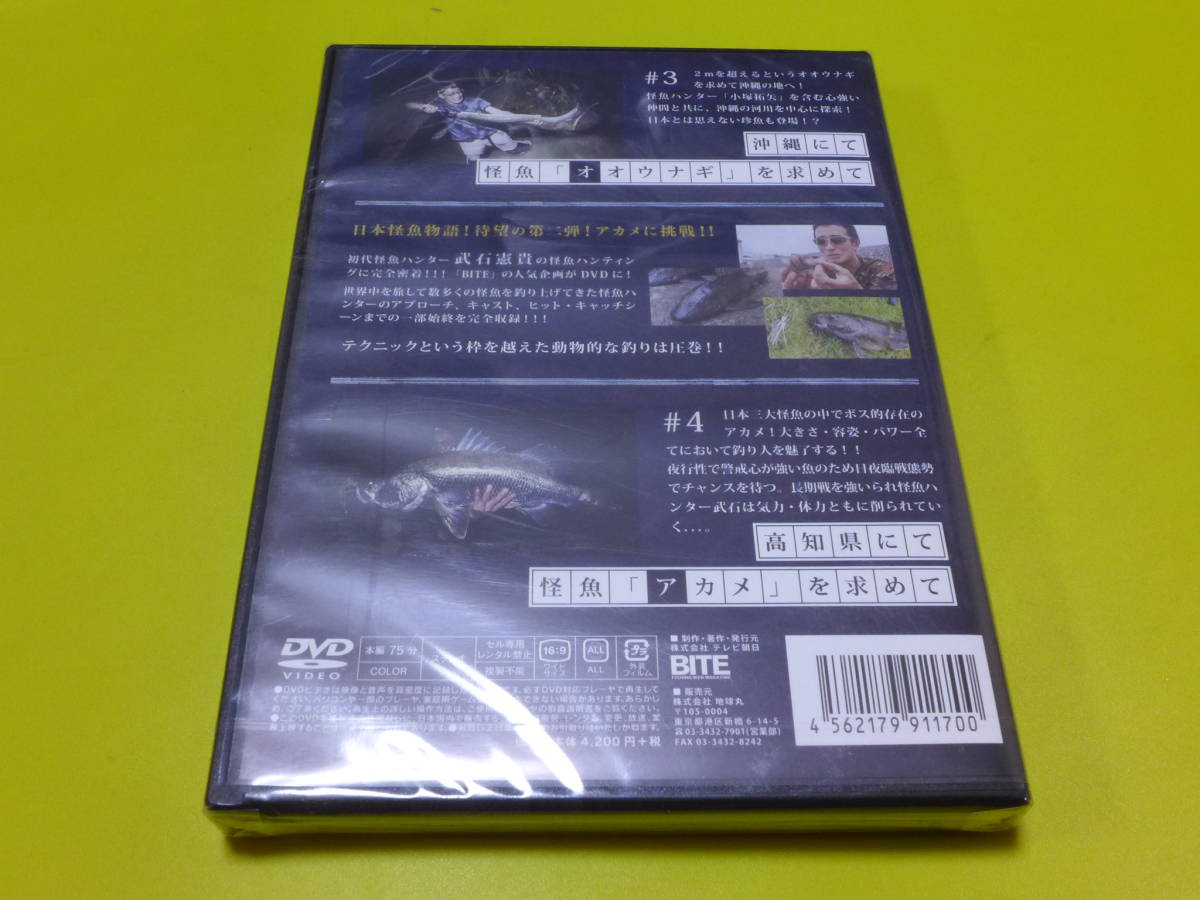 #3
2mを超えるというオオウナギ
を求めて沖縄の地へ!
怪魚ハンター「小塚拓矢」を含む心強い
仲間と共に、沖縄の河川を中心に探索!
日本とは思えない珍魚も登場!?
沖縄にて
怪魚「オオウナギ」を求めて
日本怪魚物語!待望の第二弾!アカメに挑戦!!
初代怪魚ハンター 武石憲貴の怪魚ハンティン
グに完全密着!!!「BITE」の人気企画がDVDに!
世界中を旅して数多くの怪魚を釣り上げてきた怪魚ハ
ンターのアプローチ、キャスト、ヒット・キャッチシ
ーンまでの一部始終を完全収録!!!
テクニックという枠を越えた動物的な釣りは圧巻!!
#4
日本三大怪魚の中でボス的存在の
アカメ!大きさ・容姿・パワー全
てにおいて釣り人を魅了する!!
夜行性で警戒心が強い魚のため日夜臨戦態勢
でチャンスを待つ。長期戦を強いられ怪魚ハ
ンター武石は気力・体力ともに削られてい
く...。
高知県にて
怪魚「アカメ」を求めて
DVD
VIDEO
本編 75分
COLOR
セル専用
レンタル禁止
複製不能
16:9
ワイド
サイズ
ALL
ALL
プラ
外装
フィルム
■ 制作・著作・発行元
株式会社 テレビ朝日
BITE
FISHING WEB MAGAZINE
■ 販売元
株式会社 地球丸
〒105-0004
東京都港区新橋 6-14-5
☎03-3432-7901(営業部)
FAX 03-3432-8242
4,200円+税
4 562179 911700